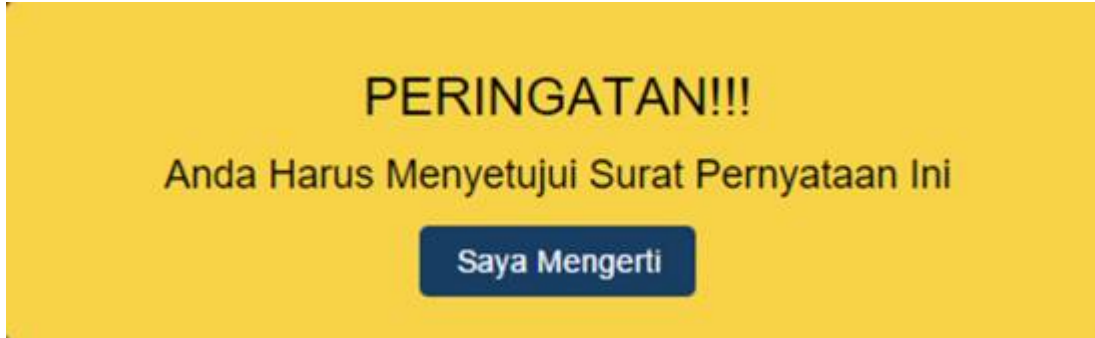 PERINGATAN!!!
Anda Harus Menyetujui Surat Pernyataan Ini
Saya Mengerti